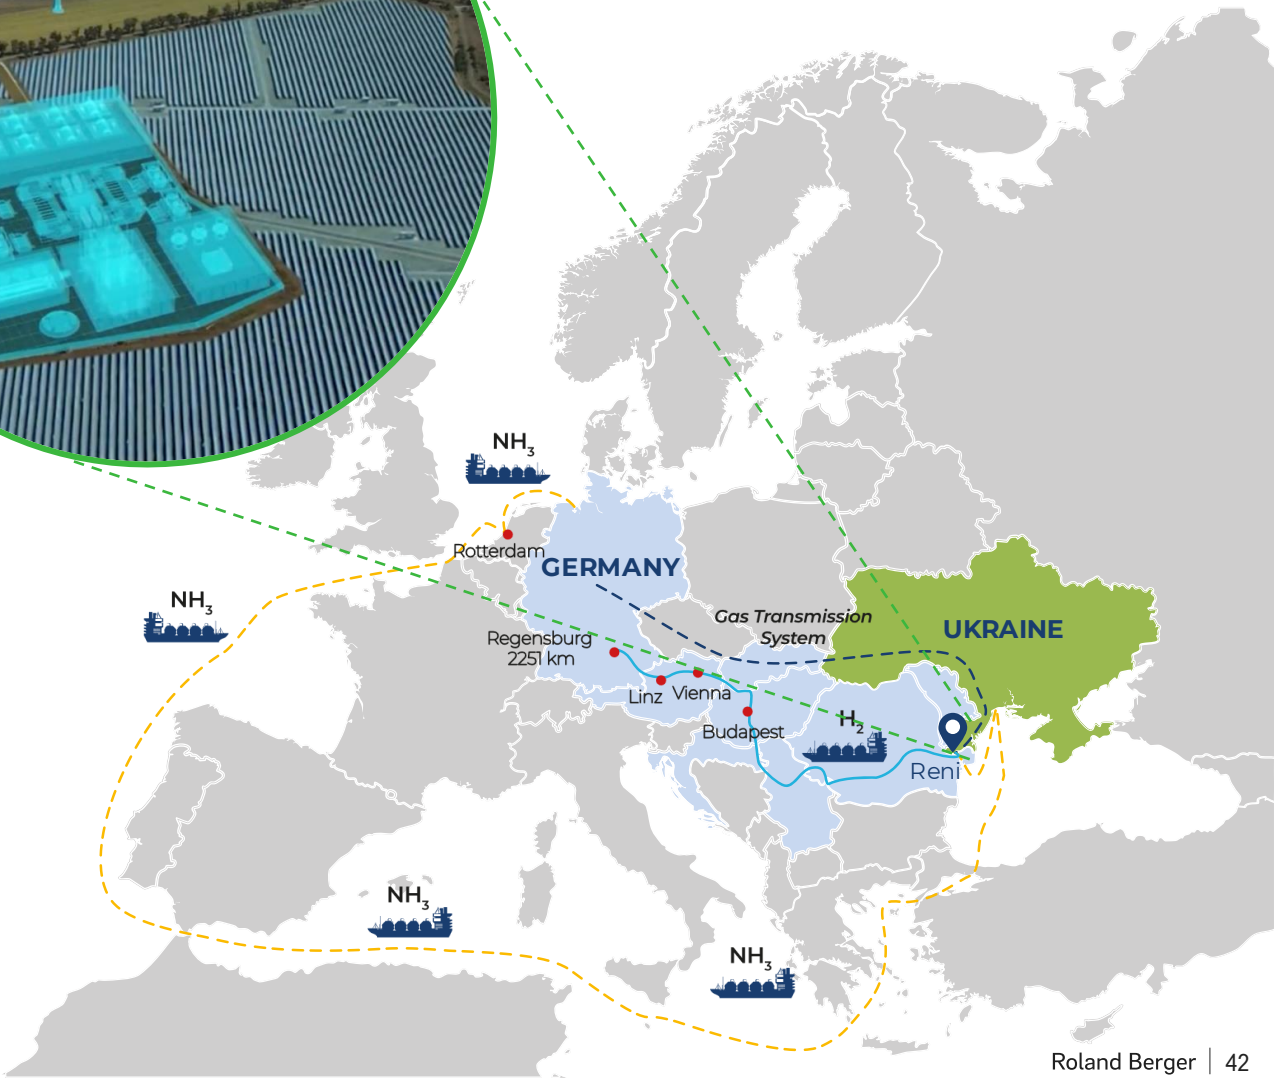 NH3
Rotterdam
GERMANY
NH3
Gas Transmission
System
UKRAINE
Regensburg
2251 km
Linz
Vienna
H2
Budapest
Reni
NH3
NH3
Roland Berger | 42